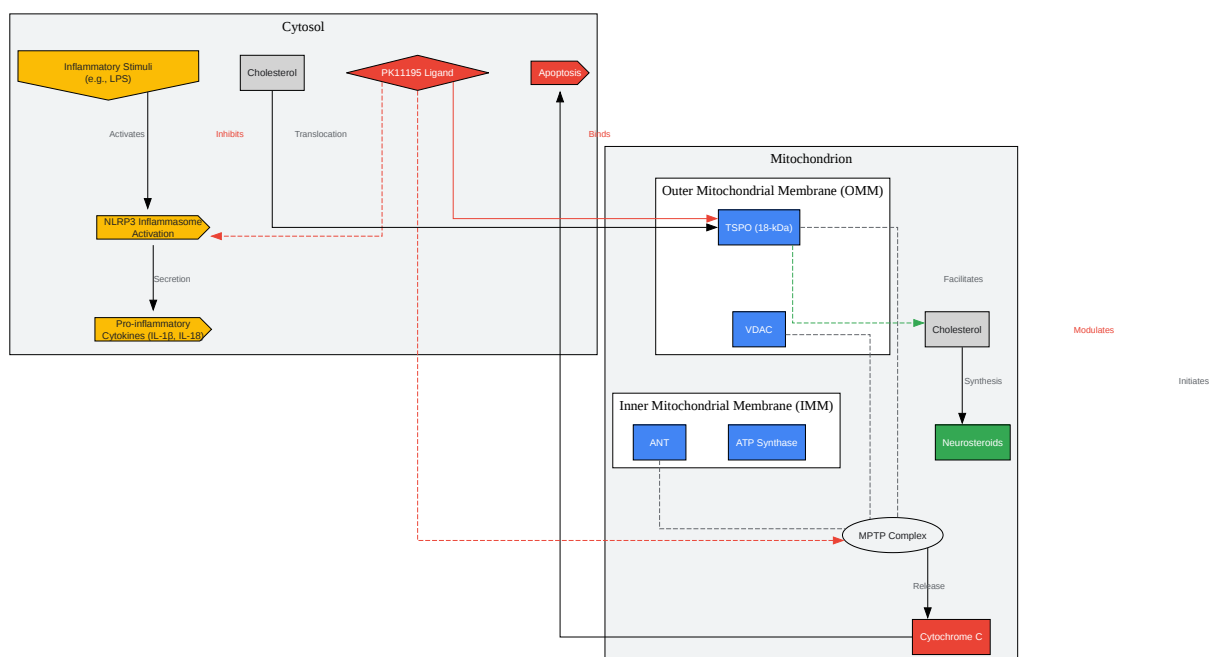 Cytosol
Inflammatory Stimuli
(e.g., LPS)
Cholesterol
PK11195 Ligand
Apoptosis
Activates
Inhibits
Translocation
Binds
Mitochondrion
Outer Mitochondrial Membrane (OMM)
NLRP3 Inflammasome
Activation
TSPO (18-kDa)
Secretion
Facilitates
Pro-inflammatory
Cytokines (IL-1β, IL-18)
VDAC
Cholesterol
Modulates
Synthesis
Initiates
Inner Mitochondrial Membrane (IMM)
ANT
ATP Synthase
Neurosteroids
MPTP Complex
Release
Cytochrome C